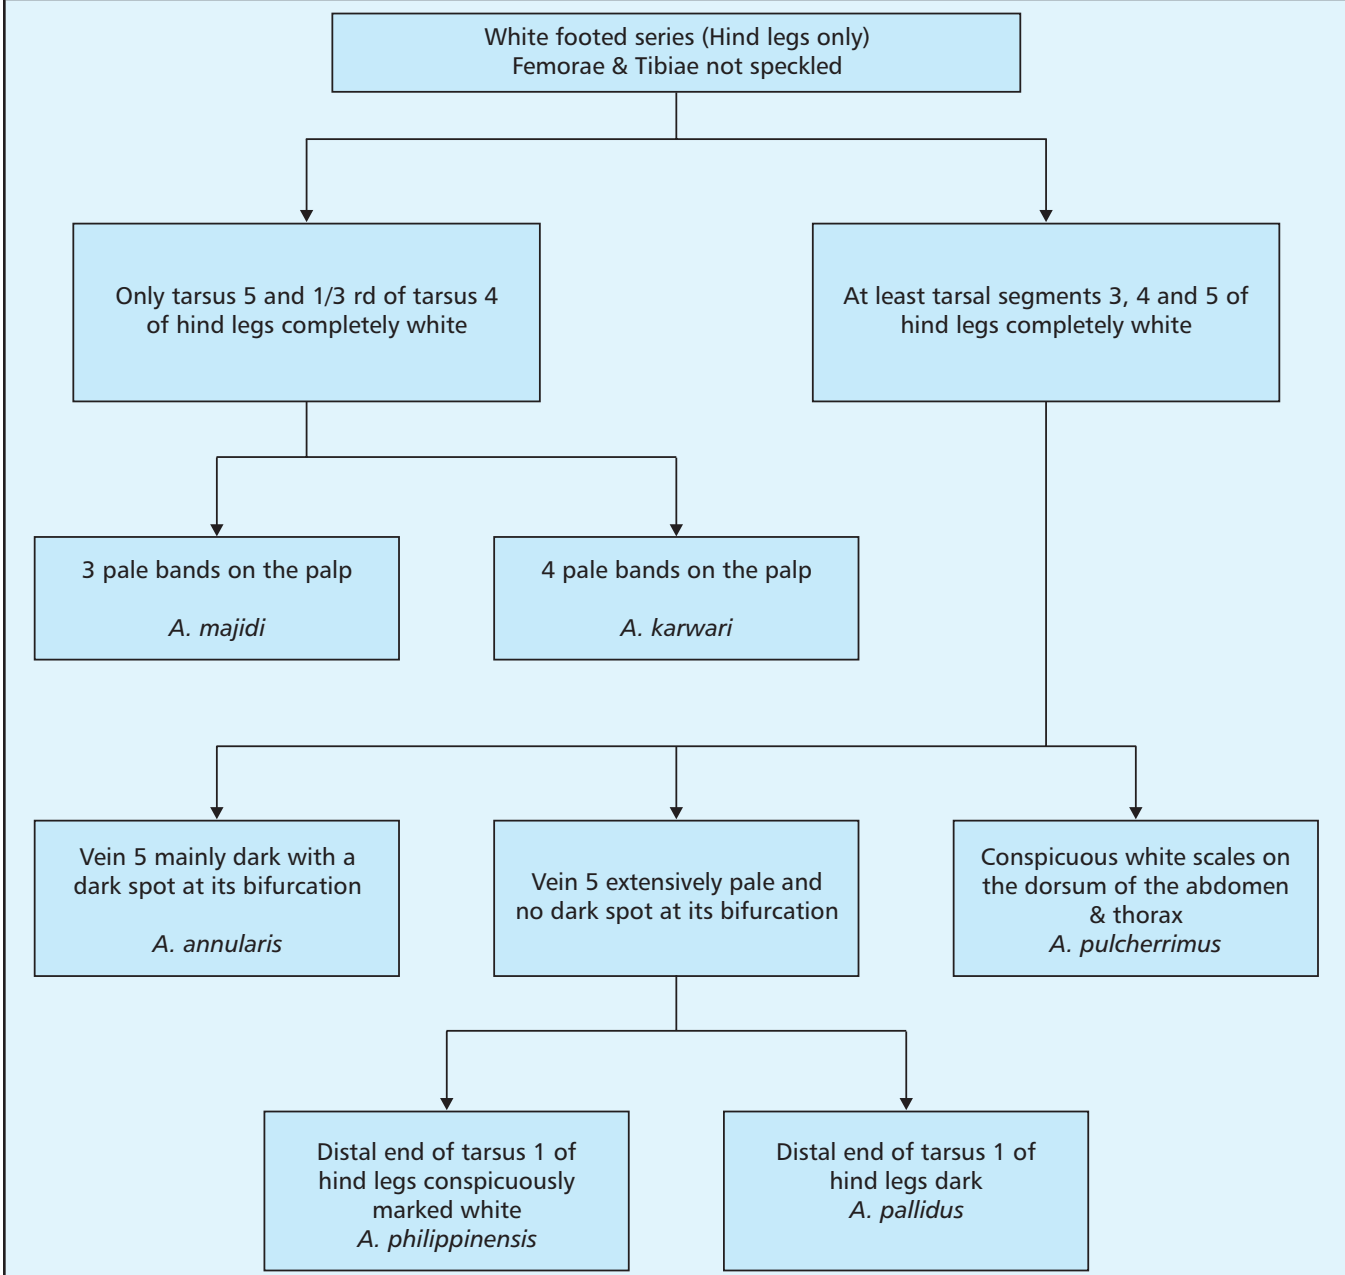 White footed series (Hind legs only)
Femorae & Tibiae not speckled
Only tarsus 5 and 1/3 rd of tarsus 4
of hind legs completely white
At least tarsal segments 3, 4 and 5 of
hind legs completely white
3 pale bands on the palp
A. majidi
4 pale bands on the palp
A. karwari
Vein 5 mainly dark with a
dark spot at its bifurcation
A. annularis
Vein 5 extensively pale and
no dark spot at its bifurcation
Conspicuous white scales on
the dorsum of the abdomen
& thorax
A. pulcherrimus
Distal end of tarsus 1 of
hind legs conspicuously
marked white
A. philippinensis
Distal end of tarsus 1 of
hind legs dark
A. pallidus